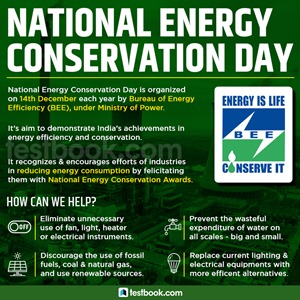 NATIONAL ENERGY
CONSERVATION DAY
National Energy Conservation Day is organized
on 14th December each year by Bureau of Energy
Efficiency (BEE), under Ministry of Power.
It's aim to demonstrate India's achievements in
energy efficiency and conservation.
It recognizes & encourages efforts of industries
in reducing energy consumption by felicitating
them with National Energy Conservation Awards.
ENERGY IS LIFE
BEE
CONSERVE IT
testbook.com
HOW CAN WE HELP?
OFF
Eliminate unnecessary
use of fan, light, heater
or electrical instruments.
Prevent the wasteful
expenditure of water on
all scales - big and small.
Discourage the use of fossil
fuels, coal & natural gas,
and use renewable sources.
Replace current lighting &
electrical equipments with
more efficent alternatives.
testbook.com